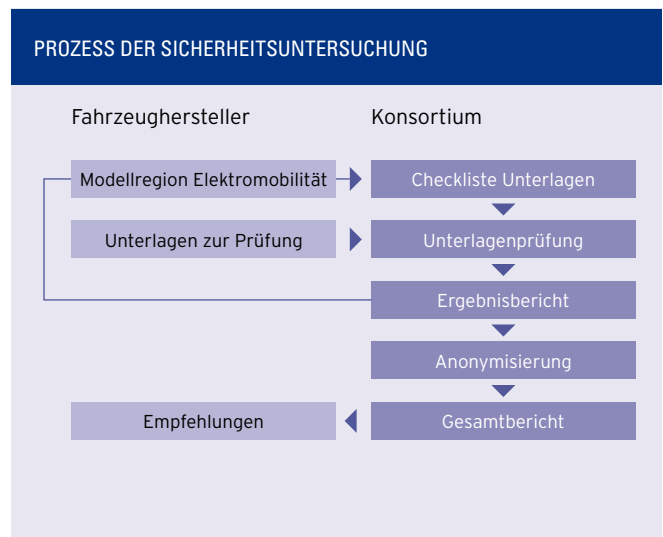 PROZESS DER SICHERHEITSUNTERSUCHUNG
Fahrzeughersteller
Konsortium
Modellregion Elektromobilität
Checkliste Unterlagen
Unterlagen zur Prüfung
Unterlagenprüfung
Ergebnisbericht
Anonymisierung
Empfehlungen
Gesamtbericht